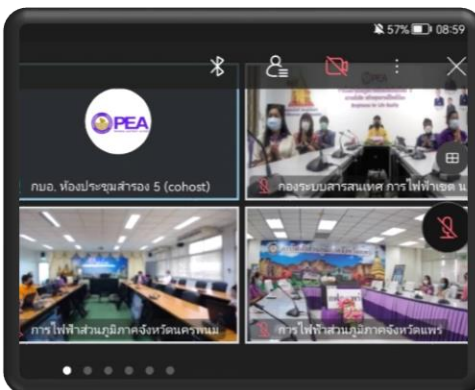 57% 08:59
PEA
กบอ. ห้องประชุมสำรอง 5 (cohost)
กองระบบสารสนเทศ การไฟฟ้าเขต น
การไฟฟ้าส่วนภูมิภาคจังหวัดนครพนม
การไฟฟ้าส่วนภูมิภาคจังหวัดแพร่